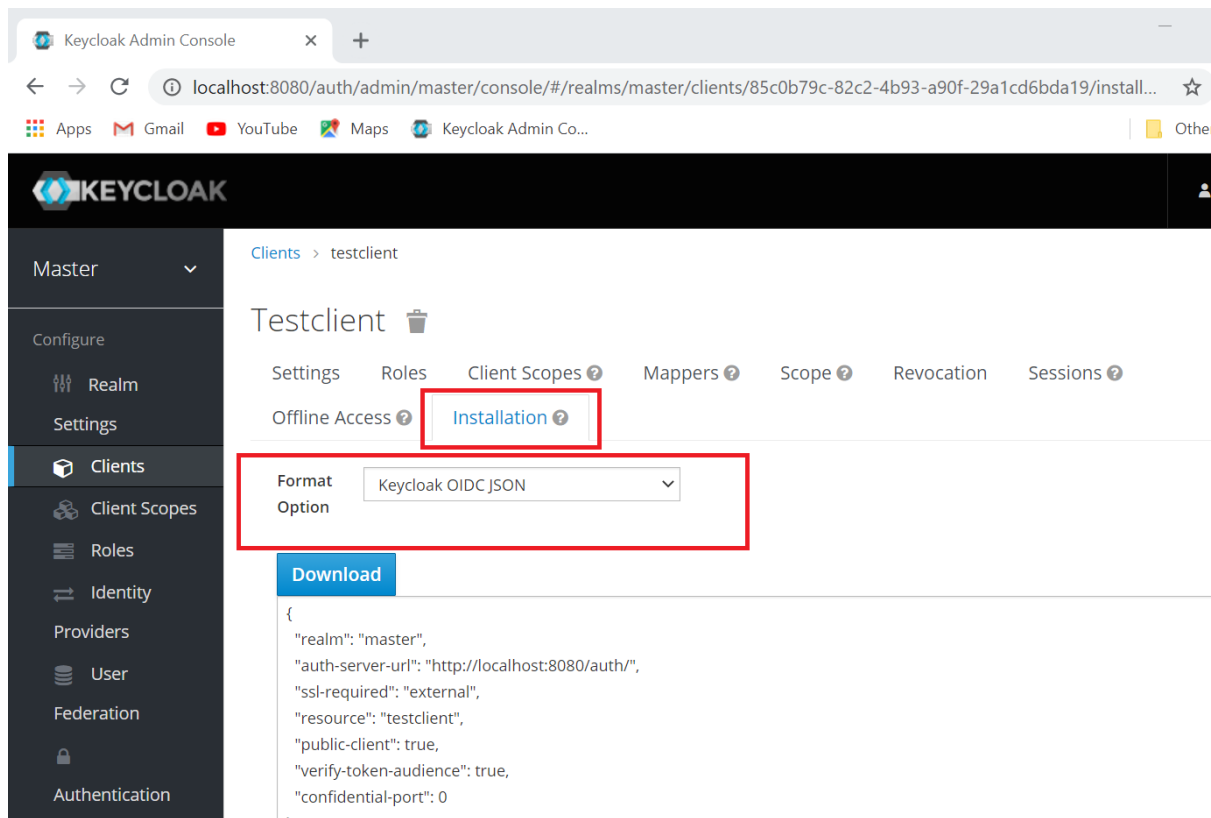 Keycloak Admin Console
localhost:8080/auth/admin/master/console/#/realms/master/clients/85c0b79c-82c2-4b93-a90f-29a1cd6bda19/install...
Apps Gmail YouTube Maps Keycloak Admin Co... Other
KEYCLOAK
Master
Configure
Realm
Settings
Clients
Client Scopes
Roles
Identity
Providers
User
Federation
Authentication
Clients > testclient
Testclient
Settings Roles Client Scopes Mappers Scope Revocation Sessions
Offline Access Installation
Format
Option
Keycloak OIDC JSON
Download
{
"realm": "master",
"auth-server-url": "http://localhost:8080/auth/",
"ssl-required": "external",
"resource": "testclient",
"public-client": true,
"verify-token-audience": true,
"confidential-port": 0